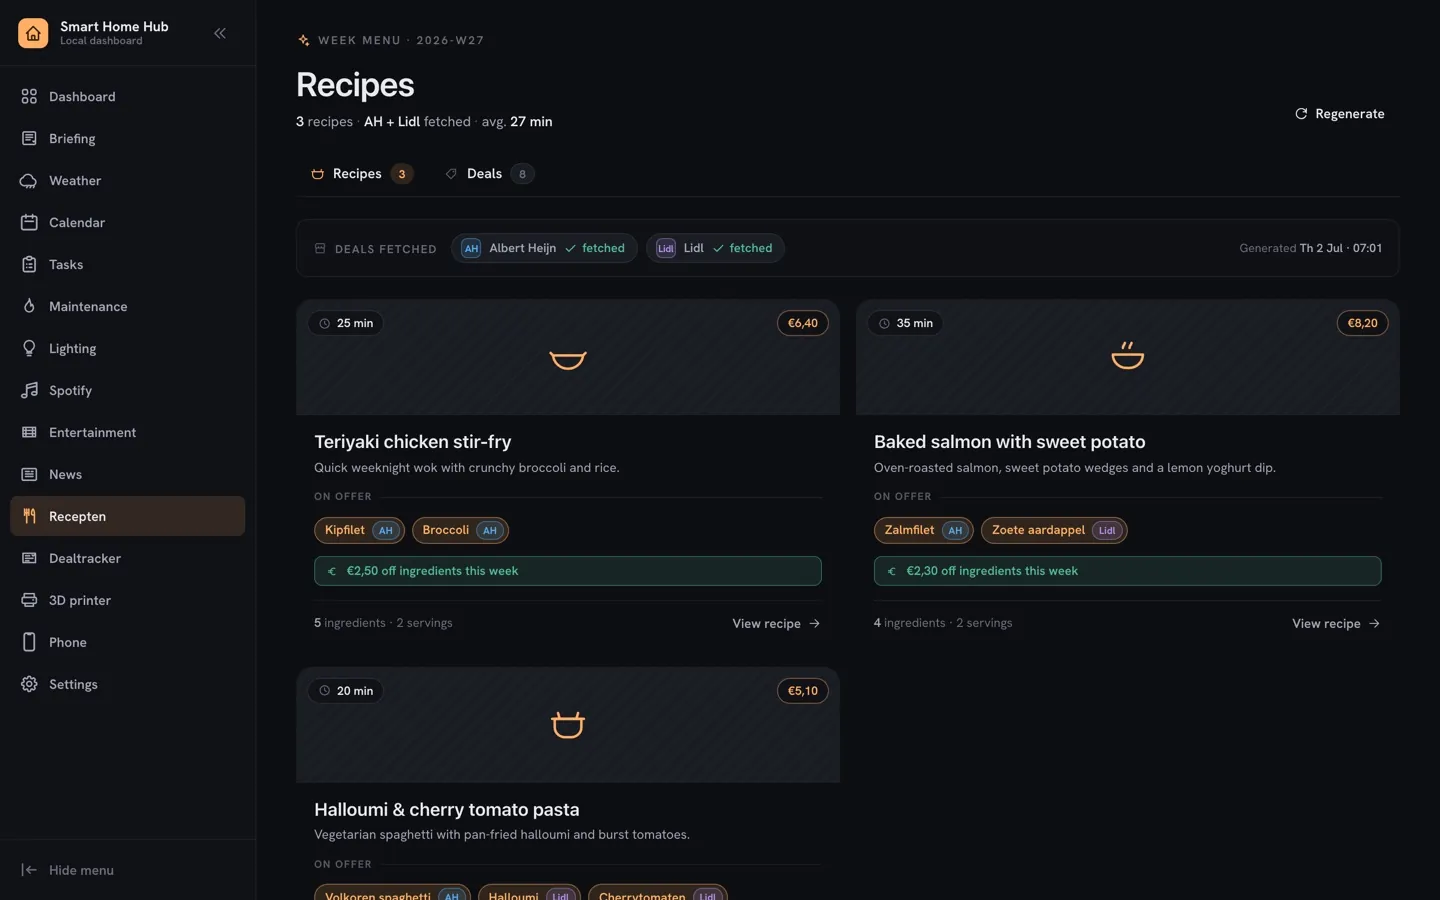 Smart Home Hub
Local dashboard
Dashboard
Briefing
Weather
Calendar
Tasks
Maintenance
Lighting
Spotify
Entertainment
News
Recepten
Dealtracker
3D printer
Phone
Settings
Hide menu
WEEK MENU · 2026-W27
Recipes
3 recipes · AH + Lidl fetched · avg. 27 min
Regenerate
Recipes 3 Deals 8
DEALS FETCHED AH Albert Heijn fetched Lidl Lidl fetched Generated Th 2 Jul · 07:01
25 min €6,40
Teriyaki chicken stir-fry
Quick weeknight wok with crunchy broccoli and rice.
ON OFFER
Kipfilet AH Broccoli AH
€ €2,50 off ingredients this week
5 ingredients · 2 servings View recipe →
35 min €8,20
Baked salmon with sweet potato
Oven-roasted salmon, sweet potato wedges and a lemon yoghurt dip.
ON OFFER
Zalmfilet AH Zoete aardappel Lidl
€ €2,30 off ingredients this week
4 ingredients · 2 servings View recipe →
20 min €5,10
Halloumi & cherry tomato pasta
Vegetarian spaghetti with pan-fried halloumi and burst tomatoes.
ON OFFER
Volkoren spaghetti AH Halloumi Lidl Cherrytomaten Lidl